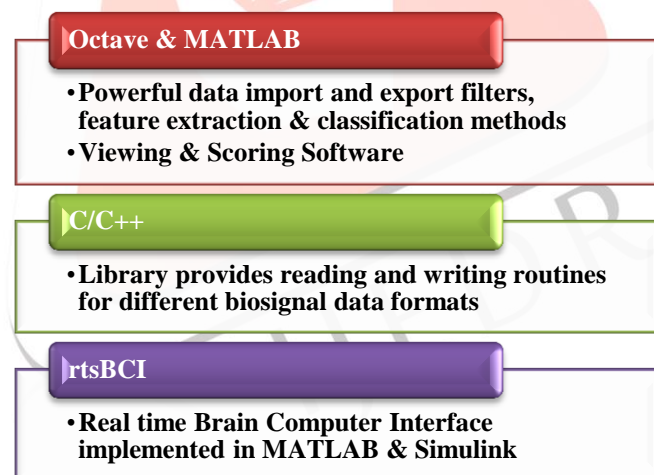 Octave & MATLAB
•Powerful data import and export filters,
feature extraction & classification methods
•Viewing & Scoring Software
C/C++
•Library provides reading and writing routines
for different biosignal data formats
rtsBCI
•Real time Brain Computer Interface
implemented in MATLAB & Simulink